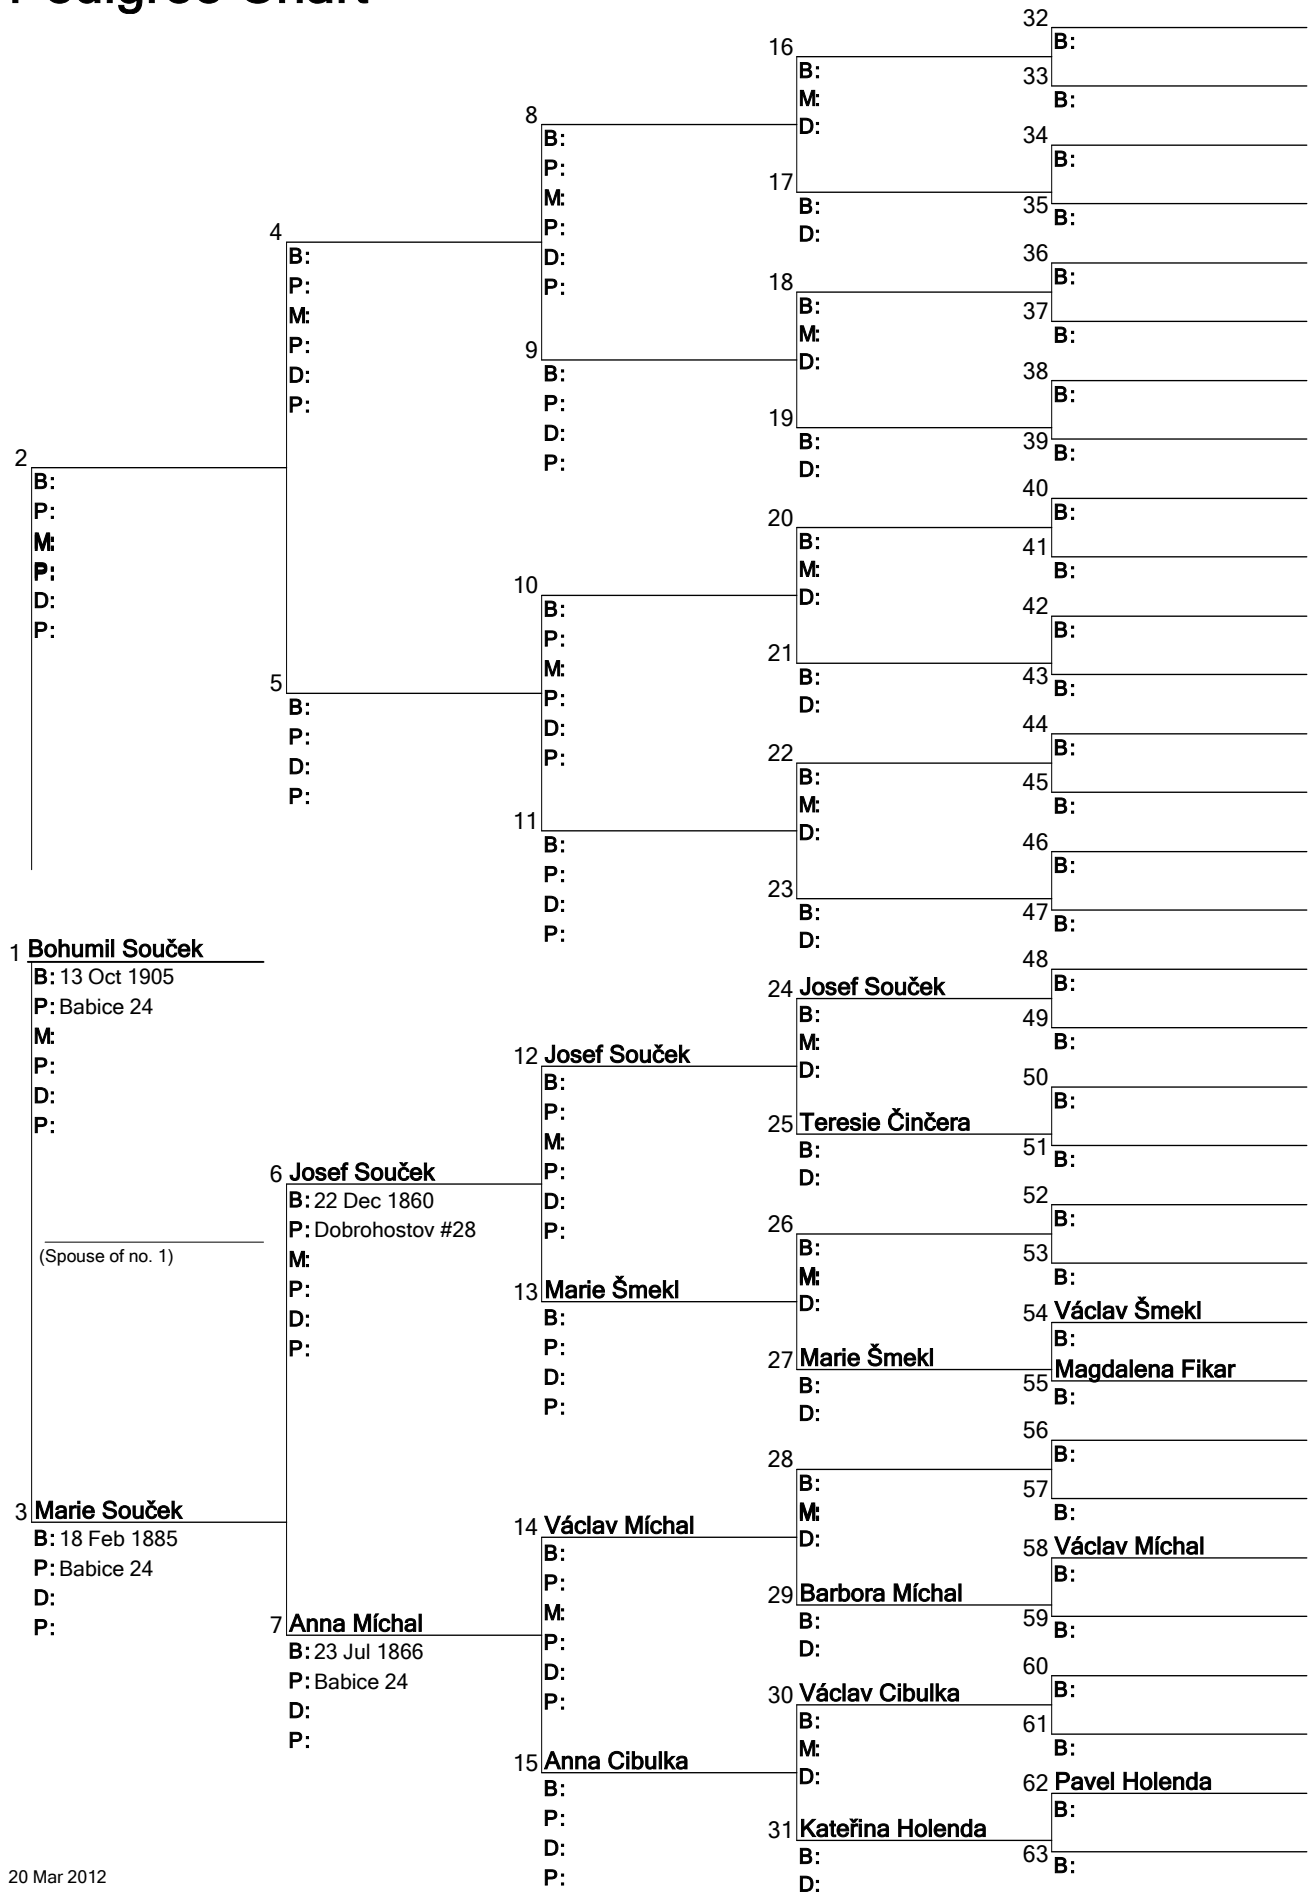 Pedigree Chart
2
B:
P:
M:
P:
D:
P:
1 Bohumil Souček
B: 13 Oct 1905
P: Babice 24
M:
P:
D:
P:
(Spouse of no. 1)
3 Marie Souček
B: 18 Feb 1885
P: Babice 24
D:
P:
4
B:
P:
M:
P:
D:
P:
5
B:
P:
D:
P:
6 Josef Souček
B: 22 Dec 1860
P: Dobrohostov #28
M:
P:
D:
P:
7 Anna Míchal
B: 23 Jul 1866
P: Babice 24
D:
P:
8
B:
P:
M:
P:
D:
P:
9
B:
P:
D:
P:
10
B:
P:
M:
P:
D:
P:
11
B:
P:
D:
P:
12 Josef Souček
B:
P:
M:
P:
D:
P:
13 Marie Šmekl
B:
P:
D:
P:
14 Václav Míchal
B:
P:
M:
P:
D:
P:
15 Anna Cibulka
B:
P:
D:
P:
16
B:
M:
D:
17
B:
D:
18
B:
M:
D:
19
B:
D:
20
B:
M:
D:
21
B:
D:
22
B:
M:
D:
23
B:
D:
24 Josef Souček
B:
M:
D:
25 Teresie Činčera
B:
D:
26
B:
M:
D:
27 Marie Šmekl
B:
D:
28
B:
M:
D:
29 Barbora Míchal
B:
D:
30 Václav Cibulka
B:
M:
D:
31 Kateřina Holenda
B:
D:
32
B:
33
B:
34
B:
35
B:
36
B:
37
B:
38
B:
39
B:
40
B:
41
B:
42
B:
43
B:
44
B:
45
B:
46
B:
47
B:
48
B:
49
B:
50
B:
51
B:
52
B:
53
B:
54 Václav Šmekl
B:
55 Magdalena Fikar
B:
56
B:
57
B:
58 Václav Míchal
B:
59
B:
60
B:
61
B:
62 Pavel Holenda
B:
63
B:
20 Mar 2012